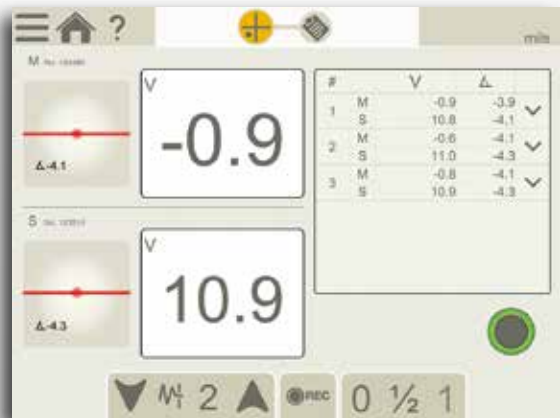 ?
mils
M
V
-0.9
∡-4.1
# V ∡
1 M -0.9 -3.9
S 10.8 -4.1
2 M -0.6 -4.1
S 11.0 -4.3
3 M -0.8 -4.1
S 10.9 -4.3
S
V
10.9
∡-4.3
2 REC 0 ½ 1